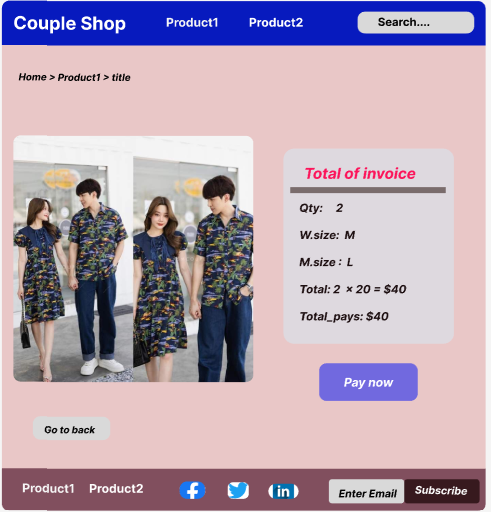 Couple Shop Product1 Product2 Search....
Home > Product1 > title
Total of invoice
Qty: 2
W.size: M
M.size : L
Total: 2 × 20 = $40
Total_pays: $40
Pay now
Go to back
Product1 Product2 Enter Email Subscribe